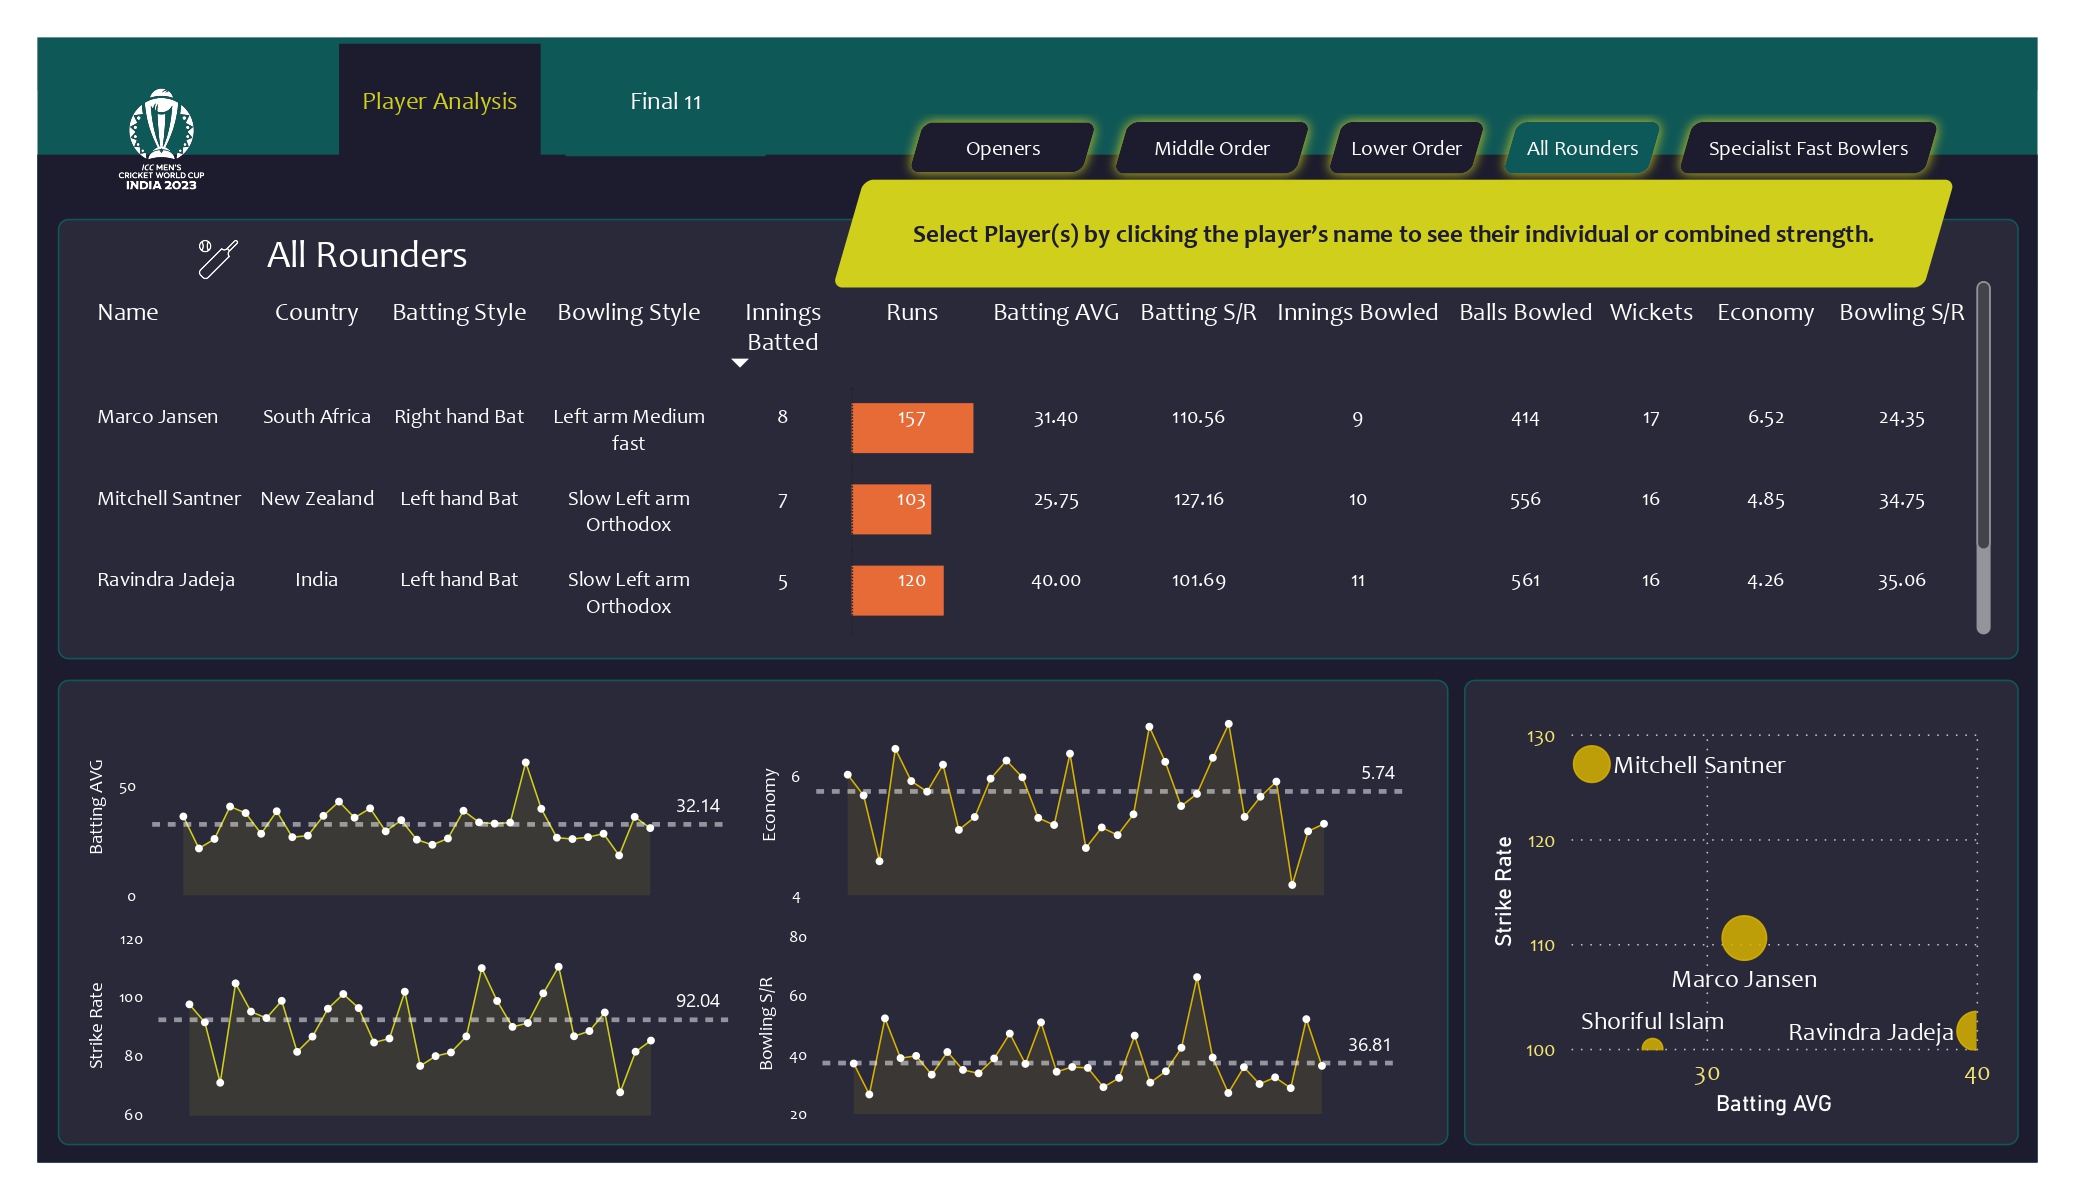 Player Analysis
Final 11
ICC MEN'S
CRICKET WORLD CUP
INDIA 2023
Openers
Middle Order
Lower Order
All Rounders
Specialist Fast Bowlers
Select Player(s) by clicking the player's name to see their individual or combined strength.
All Rounders
Name Country Batting Style Bowling Style Innings Batted Runs Batting AVG Batting S/R Innings Bowled Balls Bowled Wickets Economy Bowling S/R
Marco Jansen South Africa Right hand Bat Left arm Medium fast 8 157 31.40 110.56 9 414 17 6.52 24.35
Mitchell Santner New Zealand Left hand Bat Slow Left arm Orthodox 7 103 25.75 127.16 10 556 16 4.85 34.75
Ravindra Jadeja India Left hand Bat Slow Left arm Orthodox 5 120 40.00 101.69 11 561 16 4.26 35.06
Batting AVG
50
0
32.14
Economy
6
4
5.74
Strike Rate
120
100
80
60
92.04
Bowling S/R
80
60
40
20
36.81
Strike Rate
130
120
110
100
Mitchell Santner
Marco Jansen
Shoriful Islam
Ravindra Jadeja
30
40
Batting AVG